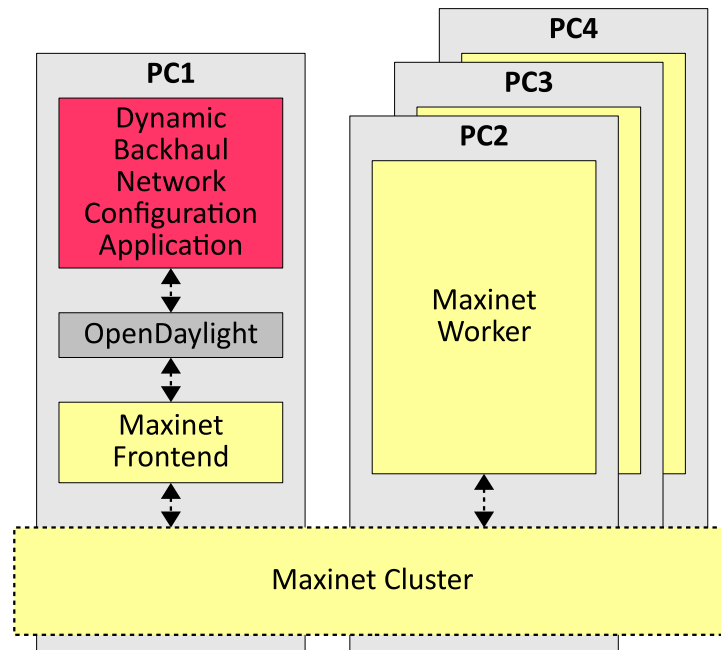 PC1
Dynamic
Backhaul
Network
Configuration
Application
OpenDaylight
Maxinet
Frontend
PC4
PC3
PC2
Maxinet
Worker
Maxinet Cluster